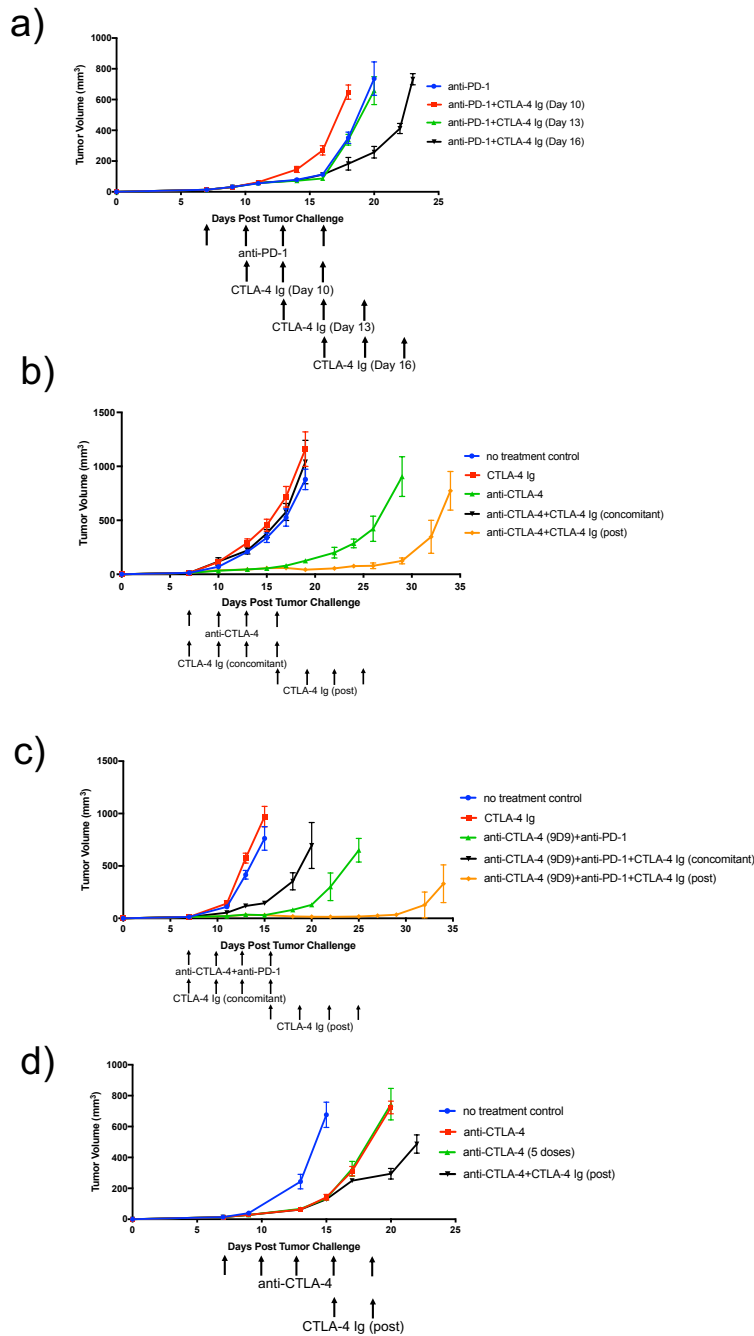 a)
1000
800
600
400
200
0
Tumor Volume (mm³)
0 5 10 15 20 25
Days Post Tumor Challenge
anti-PD-1
anti-PD-1+CTLA-4 Ig (Day 10)
anti-PD-1+CTLA-4 Ig (Day 13)
anti-PD-1+CTLA-4 Ig (Day 16)
anti-PD-1
CTLA-4 Ig (Day 10)
CTLA-4 Ig (Day 13)
CTLA-4 Ig (Day 16)
b)
1500
1000
500
0
Tumor Volume (mm³)
0 5 10 15 20 25 30 35
Days Post Tumor Challenge
no treatment control
CTLA-4 Ig
anti-CTLA-4
anti-CTLA-4+CTLA-4 Ig (concomitant)
anti-CTLA-4+CTLA-4 Ig (post)
anti-CTLA-4
CTLA-4 Ig (concomitant)
CTLA-4 Ig (post)
c)
1500
1000
500
0
Tumor Volume (mm³)
0 5 10 15 20 25 30 35
Days Post Tumor Challenge
no treatment control
CTLA-4 Ig
anti-CTLA-4 (9D9)+anti-PD-1
anti-CTLA-4 (9D9)+anti-PD-1+CTLA-4 Ig (concomitant)
anti-CTLA-4 (9D9)+anti-PD-1+CTLA-4 Ig (post)
anti-CTLA-4+anti-PD-1
CTLA-4 Ig (concomitant)
CTLA-4 Ig (post)
d)
1000
800
600
400
200
0
Tumor Volume (mm³)
0 5 10 15 20 25
Days Post Tumor Challenge
no treatment control
anti-CTLA-4
anti-CTLA-4 (5 doses)
anti-CTLA-4+CTLA-4 Ig (post)
anti-CTLA-4
CTLA-4 Ig (post)